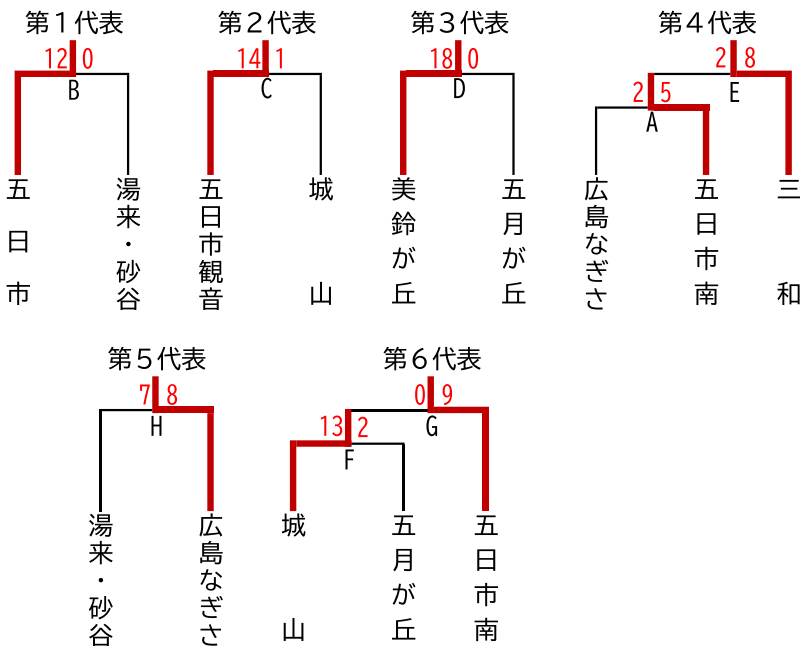 第１代表
第２代表
第３代表
第４代表
12 0
14 1
18 0
2 8
B
C
D
E
2 5
A
五日市
湯来・砂谷
五日市観音
城山
美鈴が丘
五月が丘
広島なぎさ
五日市南
三和
第５代表
第６代表
7 8
0 9
H
G
13 2
F
湯来・砂谷
広島なぎさ
城山
五月が丘
五日市南